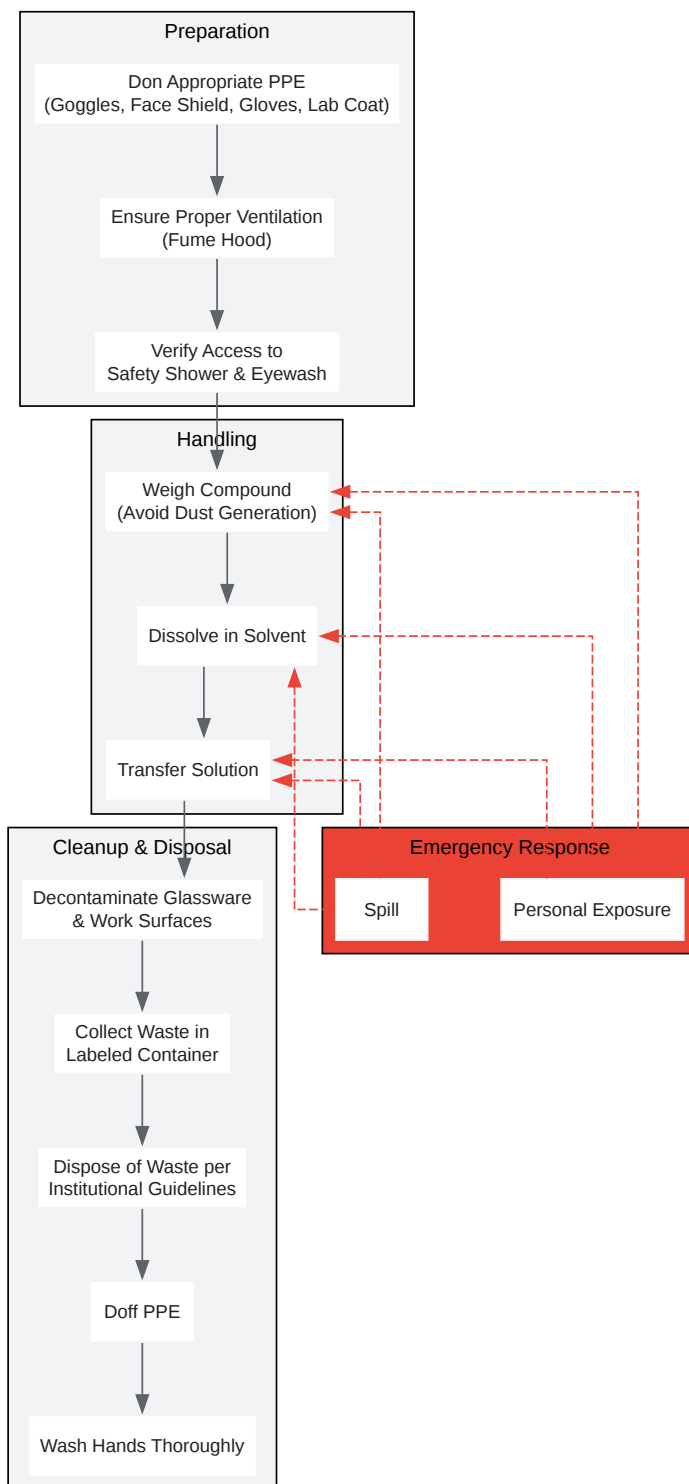 Preparation
Don Appropriate PPE
(Goggles, Face Shield, Gloves, Lab Coat)
Ensure Proper Ventilation
(Fume Hood)
Verify Access to
Safety Shower & Eyewash
Handling
Weigh Compound
(Avoid Dust Generation)
Dissolve in Solvent
Transfer Solution
Cleanup & Disposal
Decontaminate Glassware
& Work Surfaces
Collect Waste in
Labeled Container
Dispose of Waste per
Institutional Guidelines
Doff PPE
Wash Hands Thoroughly
Emergency Response
Spill
Personal Exposure